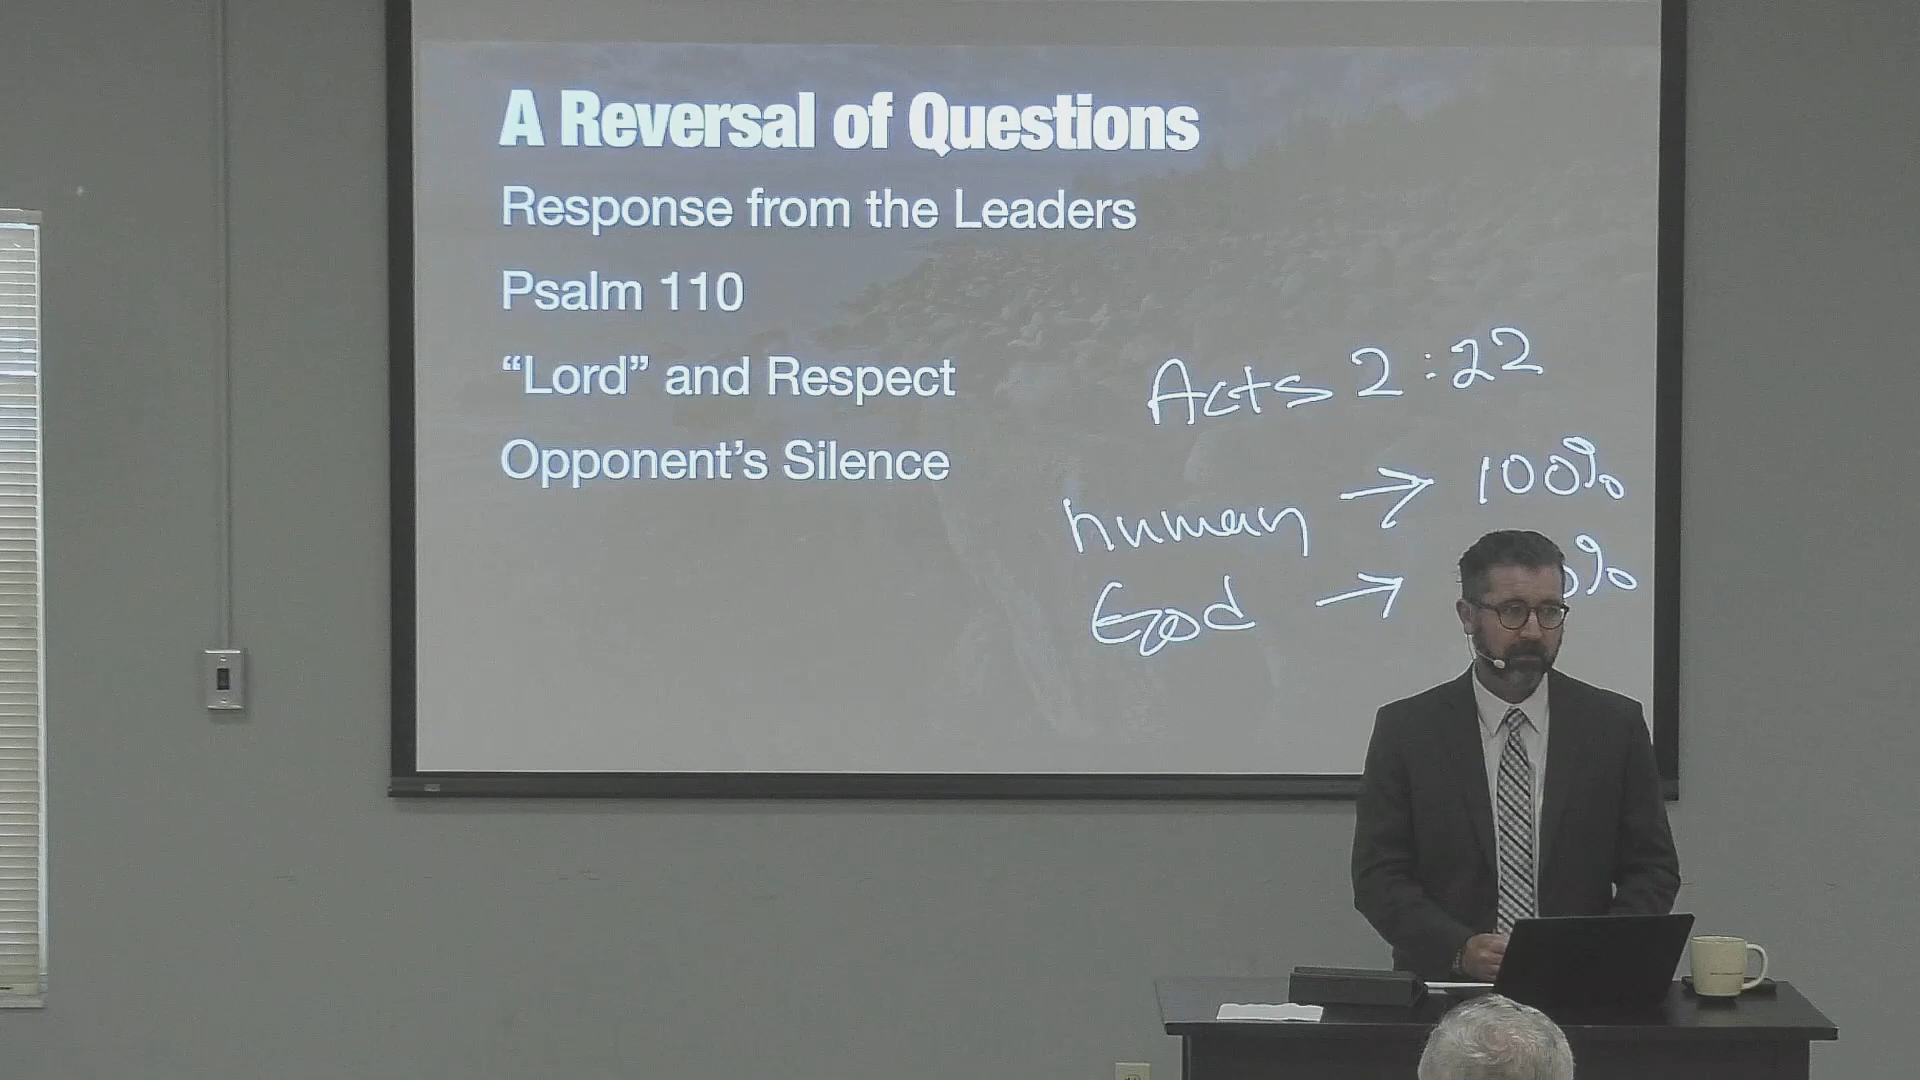 A Reversal of Questions
Response from the Leaders
Psalm 110
“Lord” and Respect
Opponent’s Silence
Acts 2:22
human → 100%
God → %